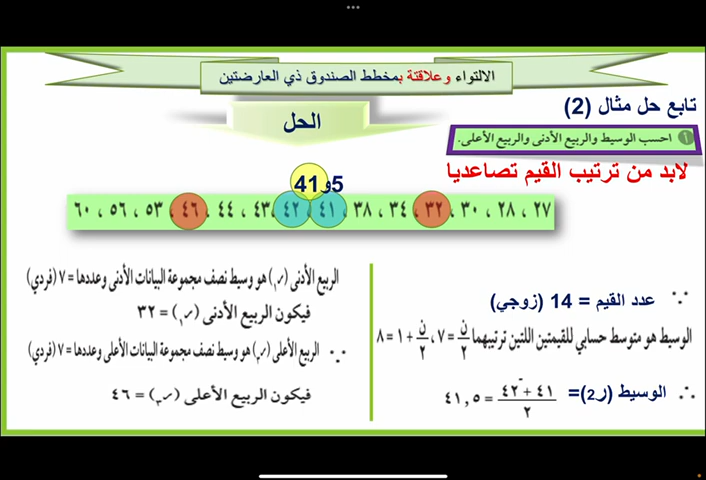 الالتواء وعلاقتة بمخطط الصندوق ذي العارضتين
تابع حل مثال (2)
الحل
١ احسب الوسيط والربيع الأدنى والربيع الأعلى.
لابد من ترتيب القيم تصاعديا
41و5
٢٧ ، ٢٨ ، ٣٠ ، ٣٢ ، ٣٤ ، ٣٨ ، ٤١ ، ٤٢ ، ٤٣ ، ٤٤ ، ٤٦ ، ٥٣ ، ٥٦ ، ٦٠
∵ عدد القيم = 14 (زوجي)
الوسيط هو متوسط حسابي للقيمتين اللتين ترتيبهما ن/٢ = ٧ ، ن/٢ + ١ = ٨
∴ الوسيط (ر2)= (٤١ + ٤٢)/٢ = ٤١,٥
الربيع الأدنى (ر١) هو وسيط نصف مجموعة البيانات الأدنى وعددها = ٧ (فردي)
فيكون الربيع الأدنى (ر١) = ٣٢
∵ الربيع الأعلى (ر٣) هو وسيط نصف مجموعة البيانات الأعلى وعددها = ٧ (فردي)
فيكون الربيع الأعلى (ر٣) = ٤٦